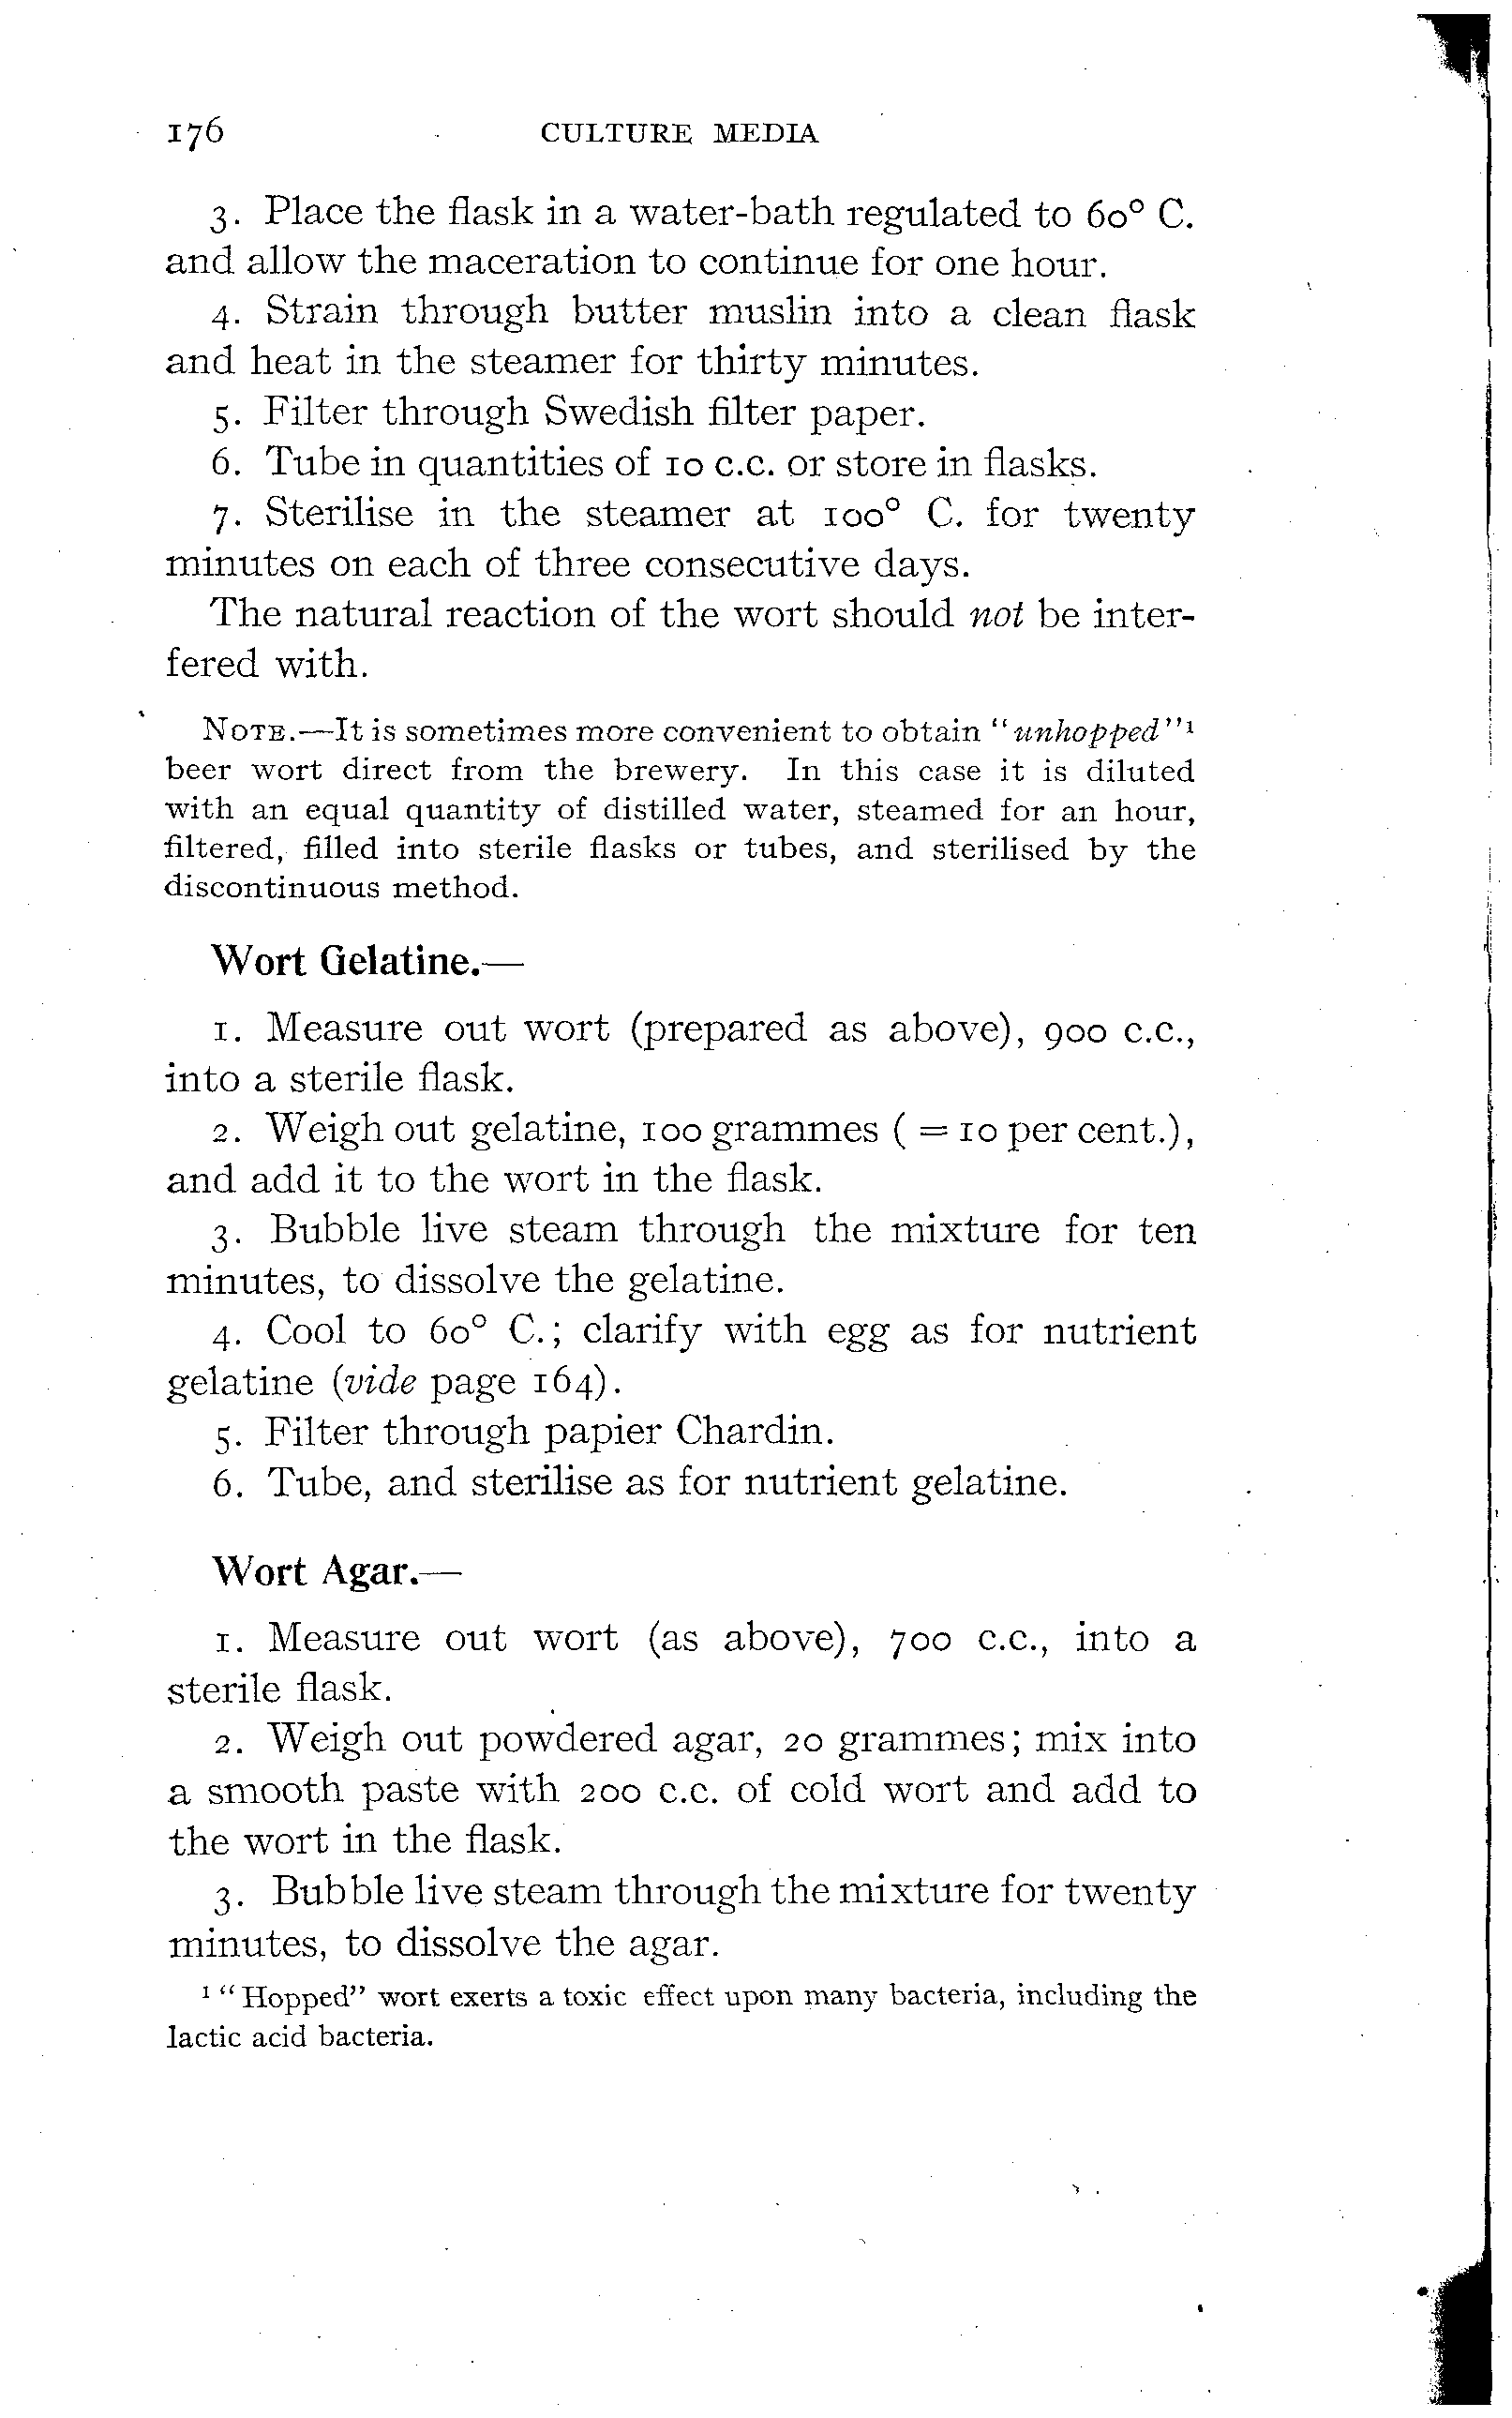 176 CULTURE MEDIA
3. Place the flask in a water-bath regulated to 60° C.
and allow the maceration to continue for one hour.
4. Strain through butter muslin into a clean flask
and heat in the steamer for thirty minutes.
5. Filter through Swedish filter paper.
6. Tube in quantities of 10 c.c. or store in flasks.
7. Sterilise in the steamer at 100° C. for twenty
minutes on each of three consecutive days.
The natural reaction of the wort should not be inter-
fered with.
NOTE.—It is sometimes more convenient to obtain "unhopped"¹
beer wort direct from the brewery. In this case it is diluted
with an equal quantity of distilled water, steamed for an hour,
filtered, filled into sterile flasks or tubes, and sterilised by the
discontinuous method.
Wort Gelatine.—
1. Measure out wort (prepared as above), 900 c.c.,
into a sterile flask.
2. Weigh out gelatine, 100 grammes ( = 10 per cent.),
and add it to the wort in the flask.
3. Bubble live steam through the mixture for ten
minutes, to dissolve the gelatine.
4. Cool to 60° C.; clarify with egg as for nutrient
gelatine (vide page 164).
5. Filter through papier Chardin.
6. Tube, and sterilise as for nutrient gelatine.
Wort Agar.—
1. Measure out wort (as above), 700 c.c., into a
sterile flask.
2. Weigh out powdered agar, 20 grammes; mix into
a smooth paste with 200 c.c. of cold wort and add to
the wort in the flask.
3. Bubble live steam through the mixture for twenty
minutes, to dissolve the agar.
¹ "Hopped" wort exerts a toxic effect upon many bacteria, including the
lactic acid bacteria.